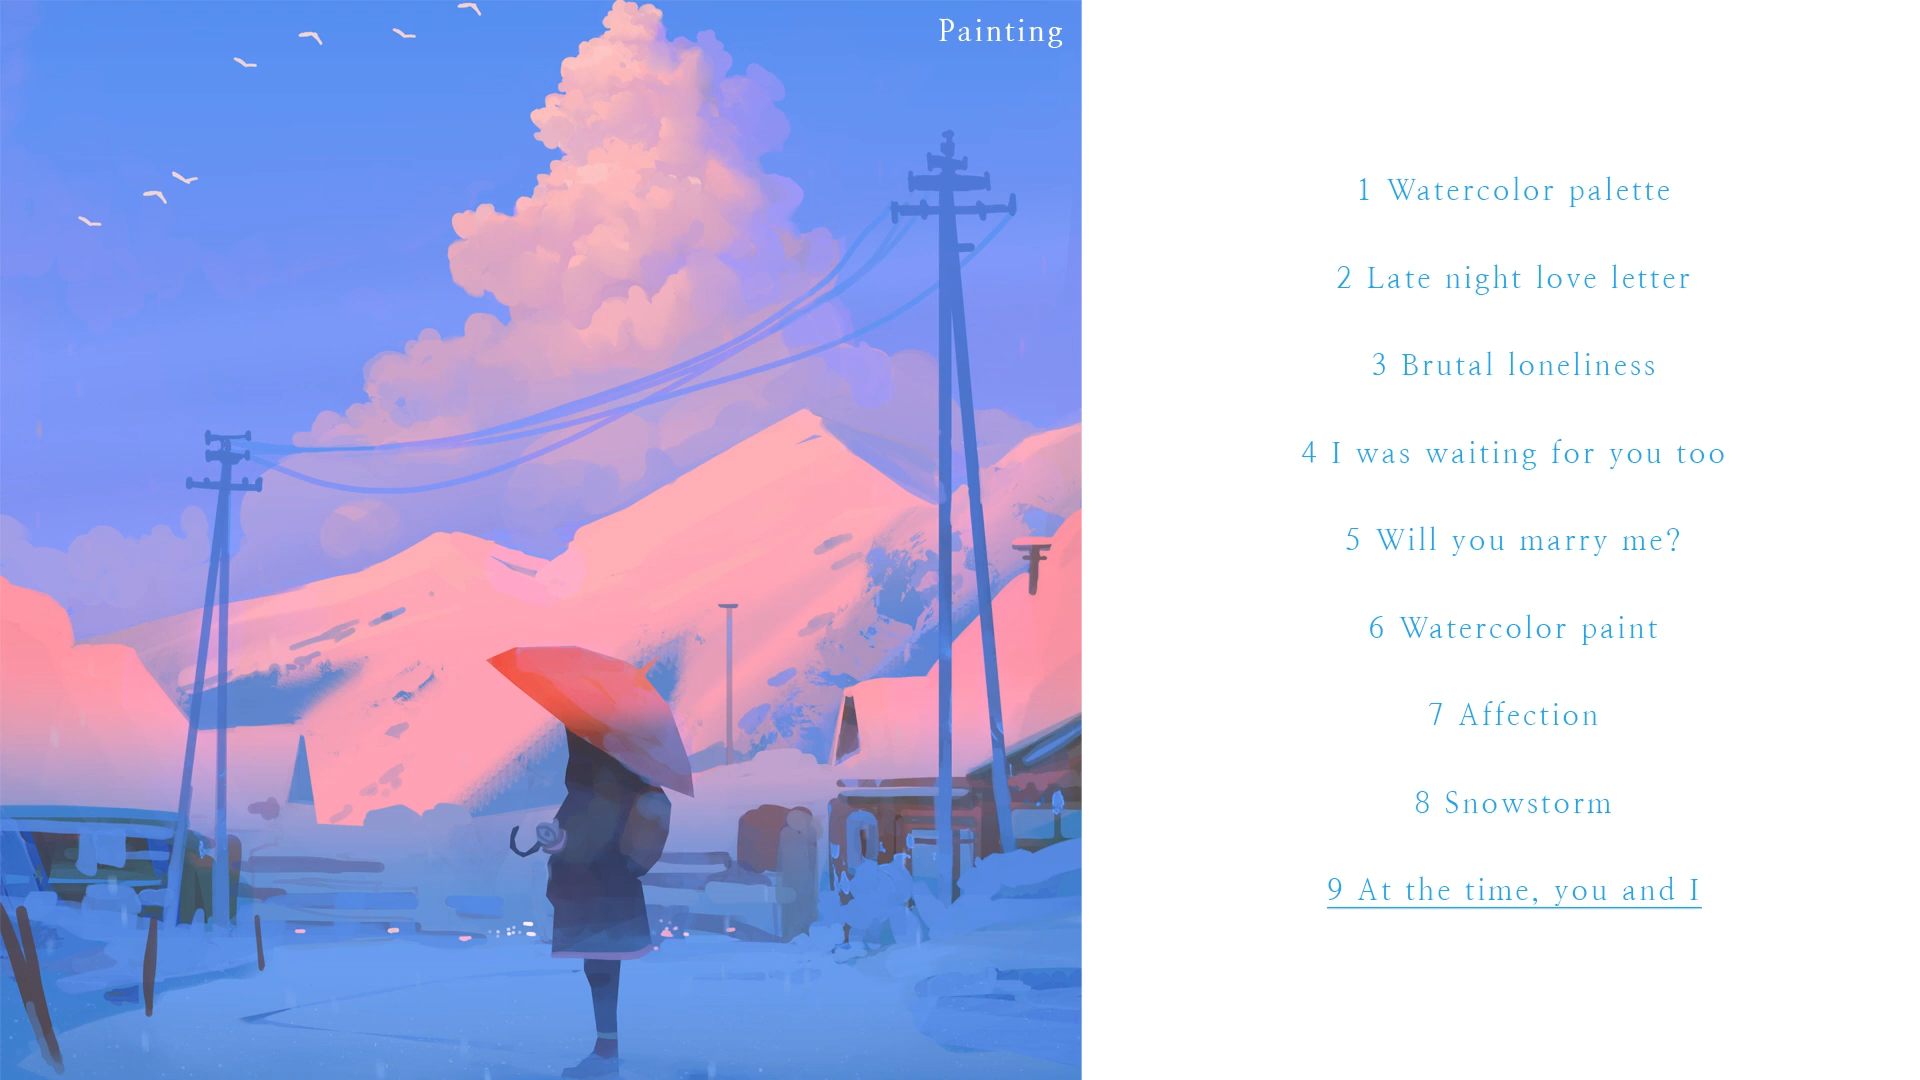 Painting
1 Watercolor palette
2 Late night love letter
3 Brutal loneliness
4 I was waiting for you too
5 Will you marry me?
6 Watercolor paint
7 Affection
8 Snowstorm
9 At the time, you and I